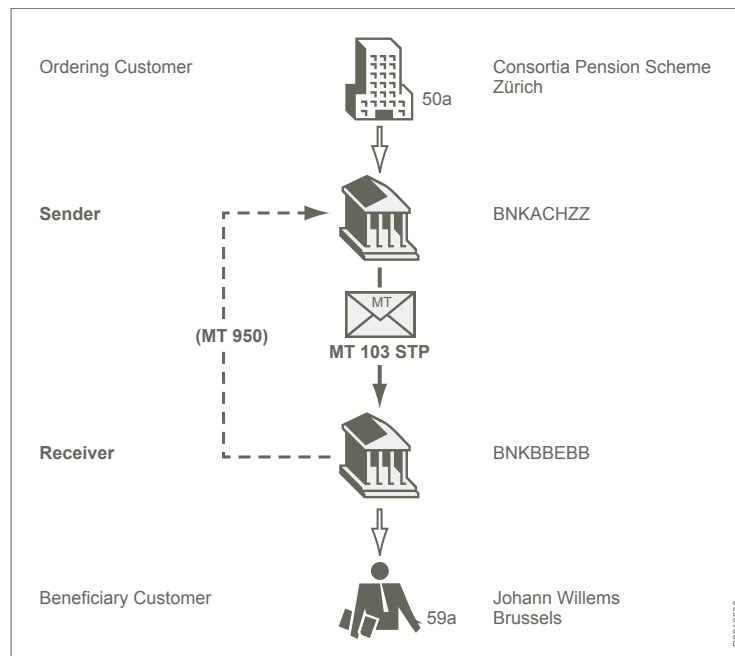 Ordering Customer
50a
Consortia Pension Scheme
Zürich
Sender
BNKACHZZ
MT
(MT 950)
MT 103 STP
Receiver
BNKBBEBB
Beneficiary Customer
59a
Johann Willems
Brussels